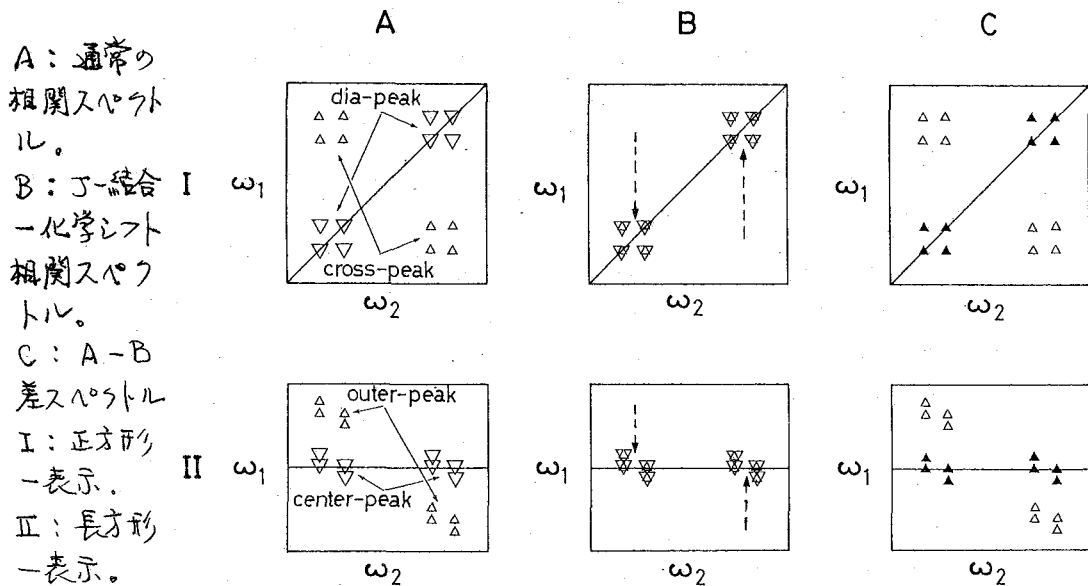 A B C
A：通常の
相関スペクト
ル。
B：J-結合
-化学シフト
相関スペク
トル。
C：A-B
差スペクトル
I：正方形
-表示。
II：長方形
-表示。
I
ω1
dia-peak
cross-peak
ω2
ω1
ω2
ω1
ω2
II
ω1
outer-peak
center-peak
ω2
ω1
ω2
ω1
ω2